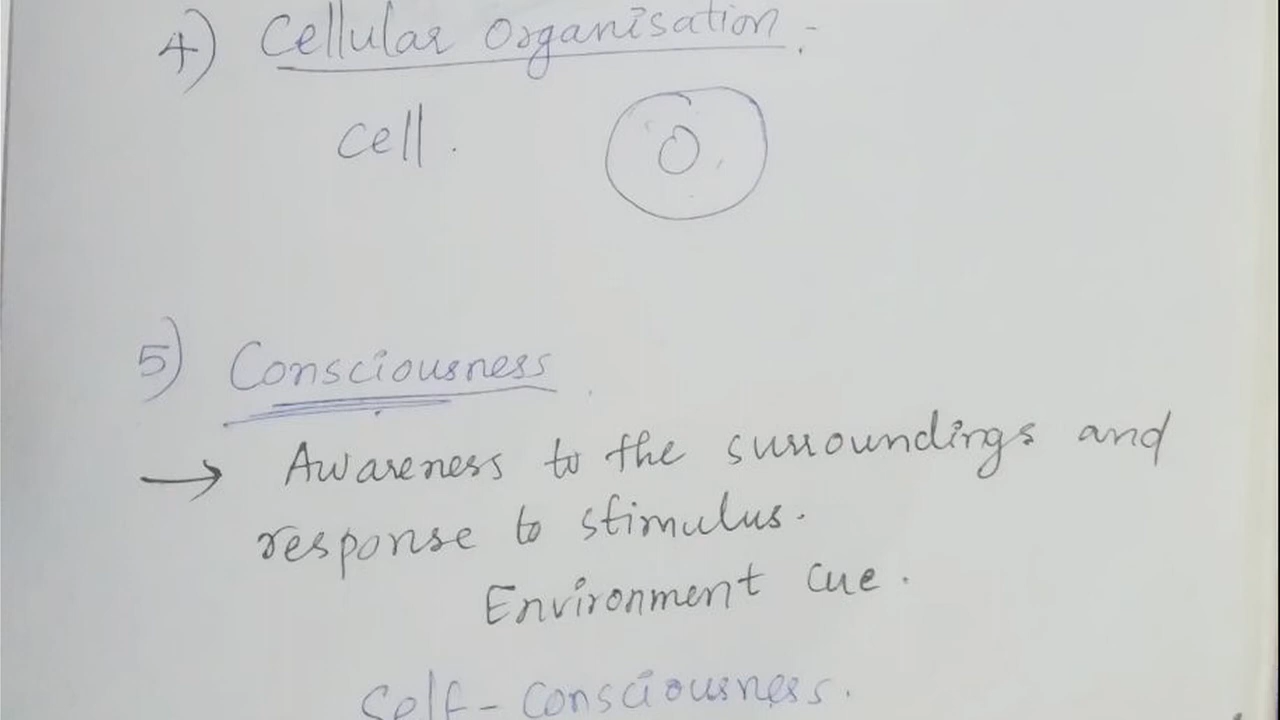 4) Cellular Organisation :-
Cell.
5) Consciousness
→ Awareness to the surroundings and
response to stimulus.
Environment cue.
Self-Consciousness.